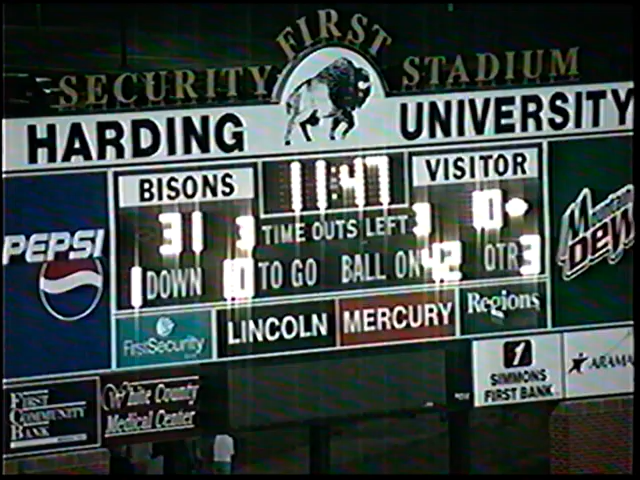 FIRST
SECURITY STADIUM
HARDING UNIVERSITY
BISONS 11:47 VISITOR
31 3 TIME OUTS LEFT 3 10
1 DOWN 10 TO GO BALL ON 42 QTR 3
PEPSI
Mountain Dew
FirstSecurity LINCOLN MERCURY Regions
FIRST COMMUNITY BANK
White County Medical Center
1
SIMMONS FIRST BANK
ARAMA